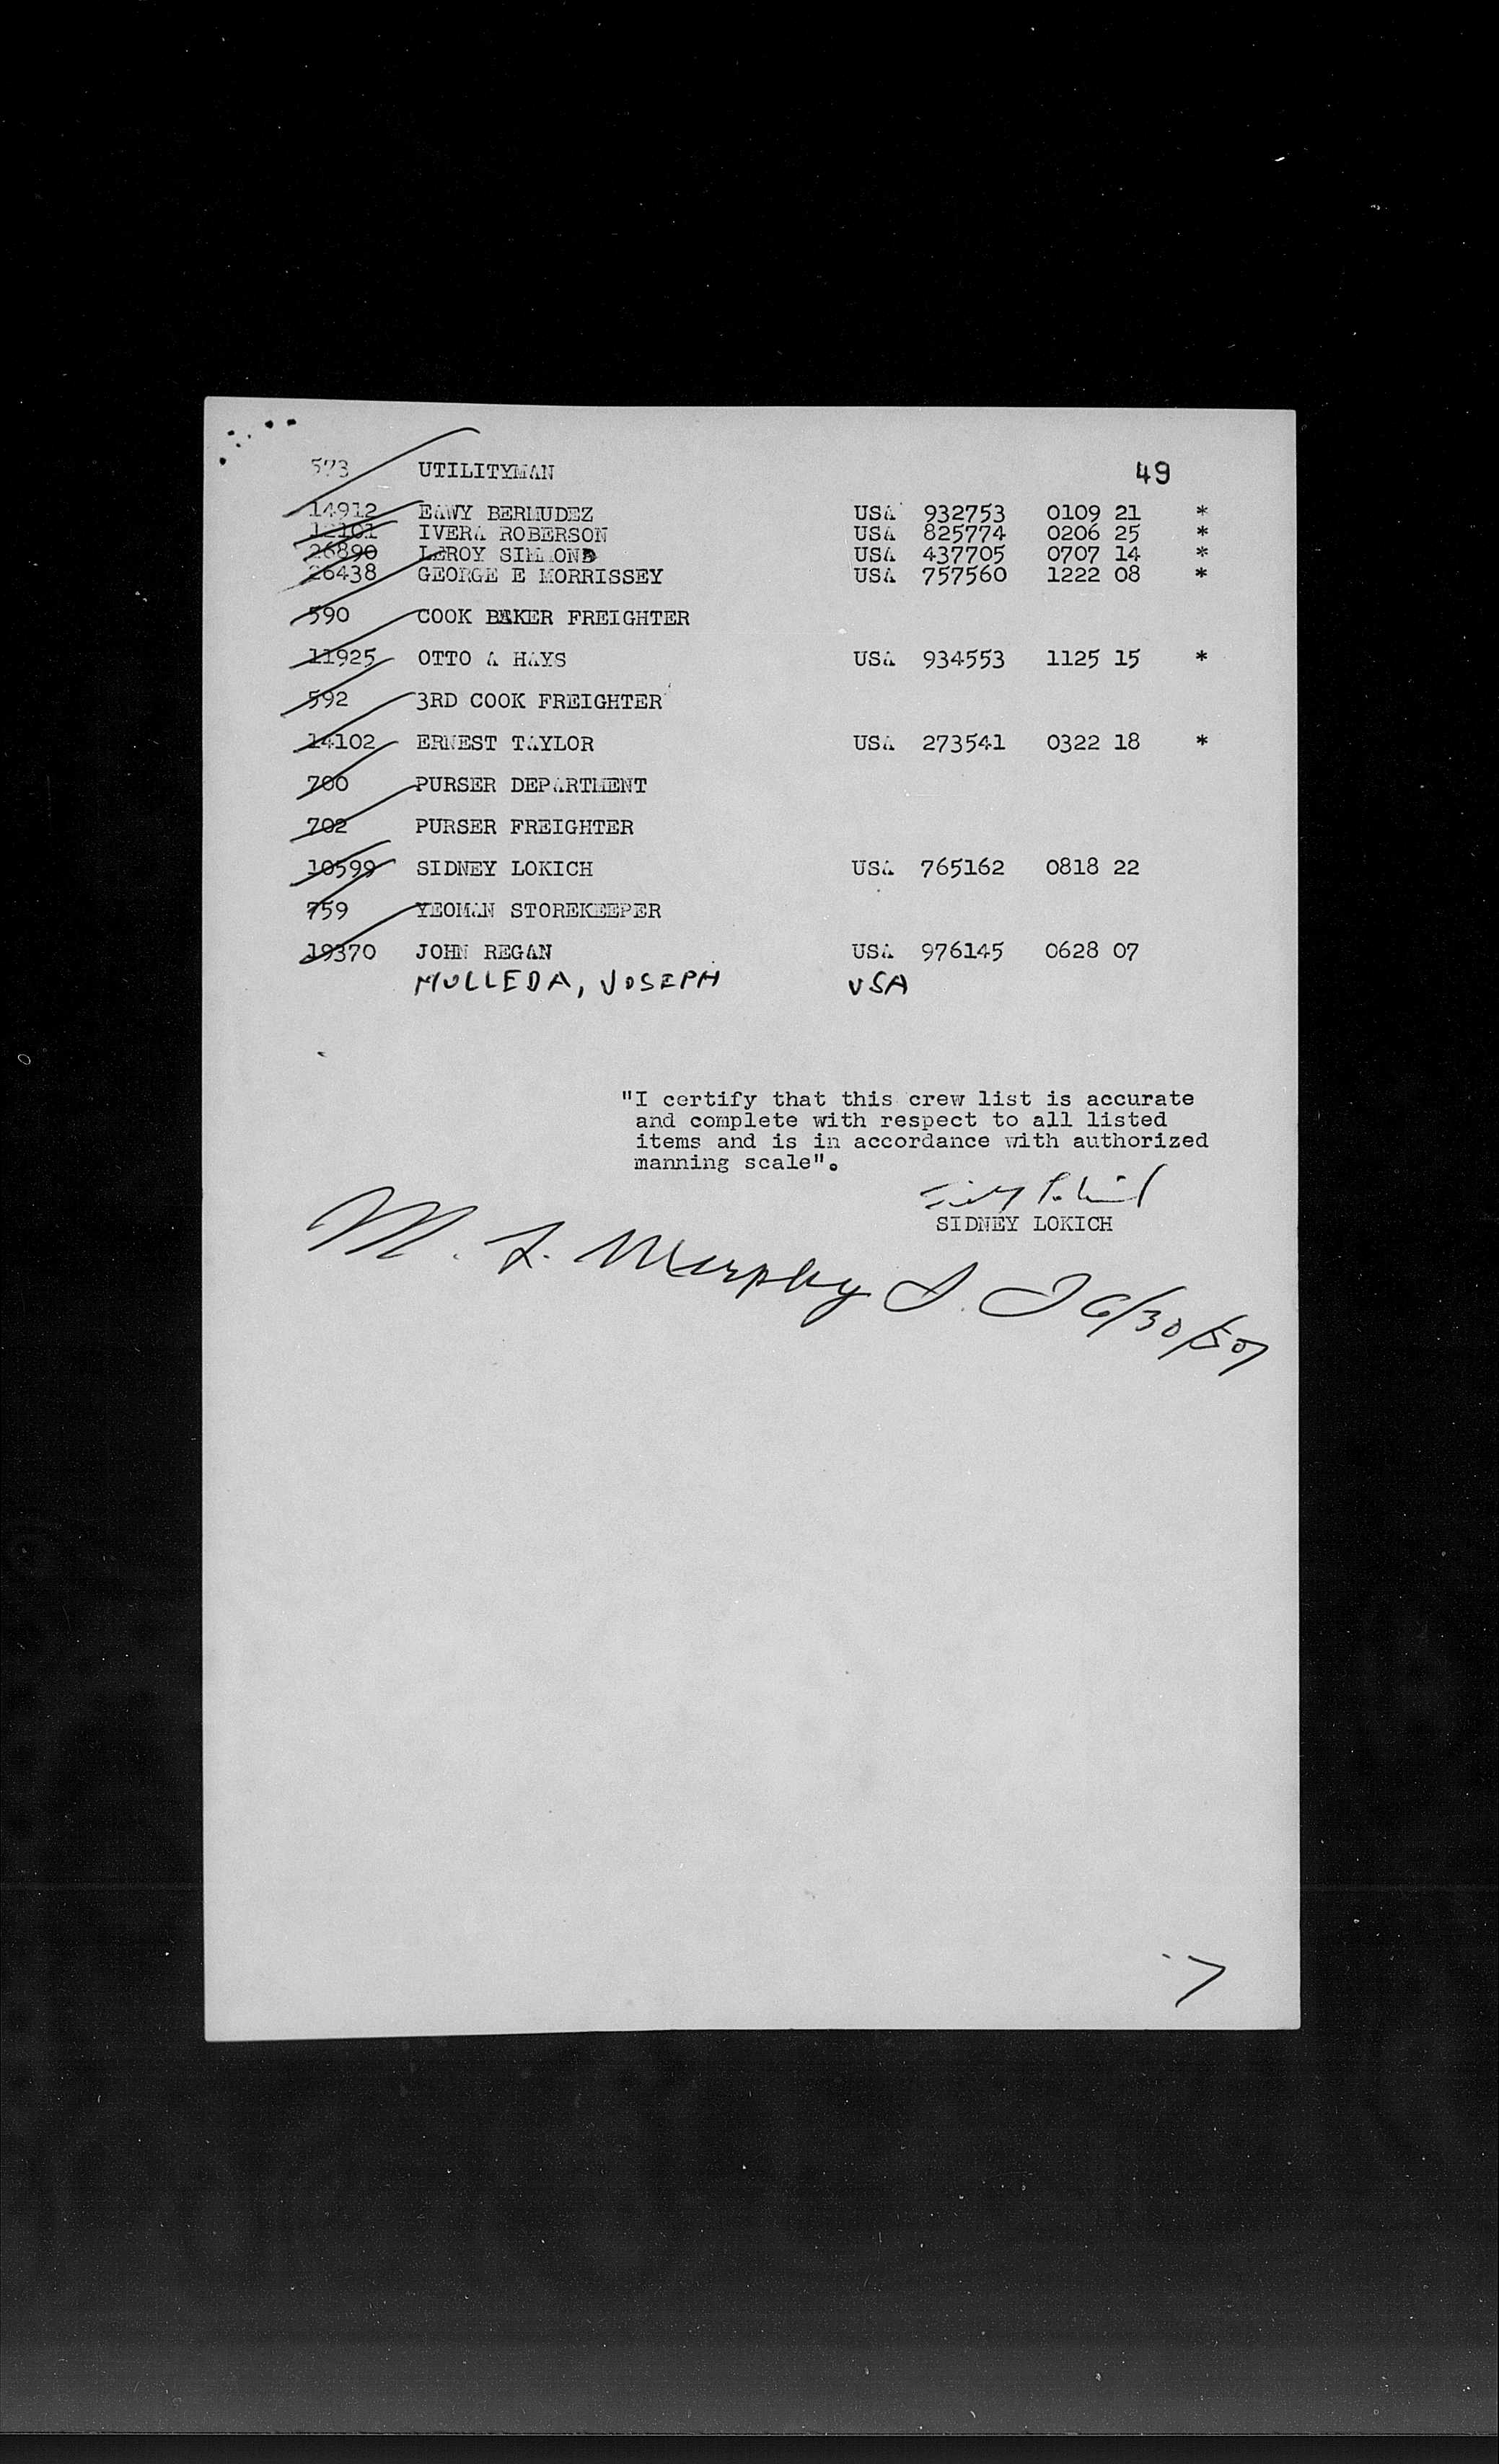 573 UTILITYMAN 49
14912 EAWY BERMUDEZ USA 932753 0109 21 *
12101 IVERA ROBERSON USA 825774 0206 25 *
26890 LEROY SIMMOND USA 437705 0707 14 *
26438 GEORGE E MORRISSEY USA 757560 1222 08 *
590 COOK BAKER FREIGHTER
11925 OTTO A HAYS USA 934553 1125 15 *
592 3RD COOK FREIGHTER
14102 ERNEST TAYLOR USA 273541 0322 18 *
700 PURSER DEPARTMENT
702 PURSER FREIGHTER
10599 SIDNEY LOKICH USA 765162 0818 22
759 YEOMAN STOREKEEPER
19370 JOHN REGAN USA 976145 0628 07
MULLEDA, JOSEPH USA
"I certify that this crew list is accurate
and complete with respect to all listed
items and is in accordance with authorized
manning scale".
SIDNEY LOKICH
M. L. Murphy 6/30/57